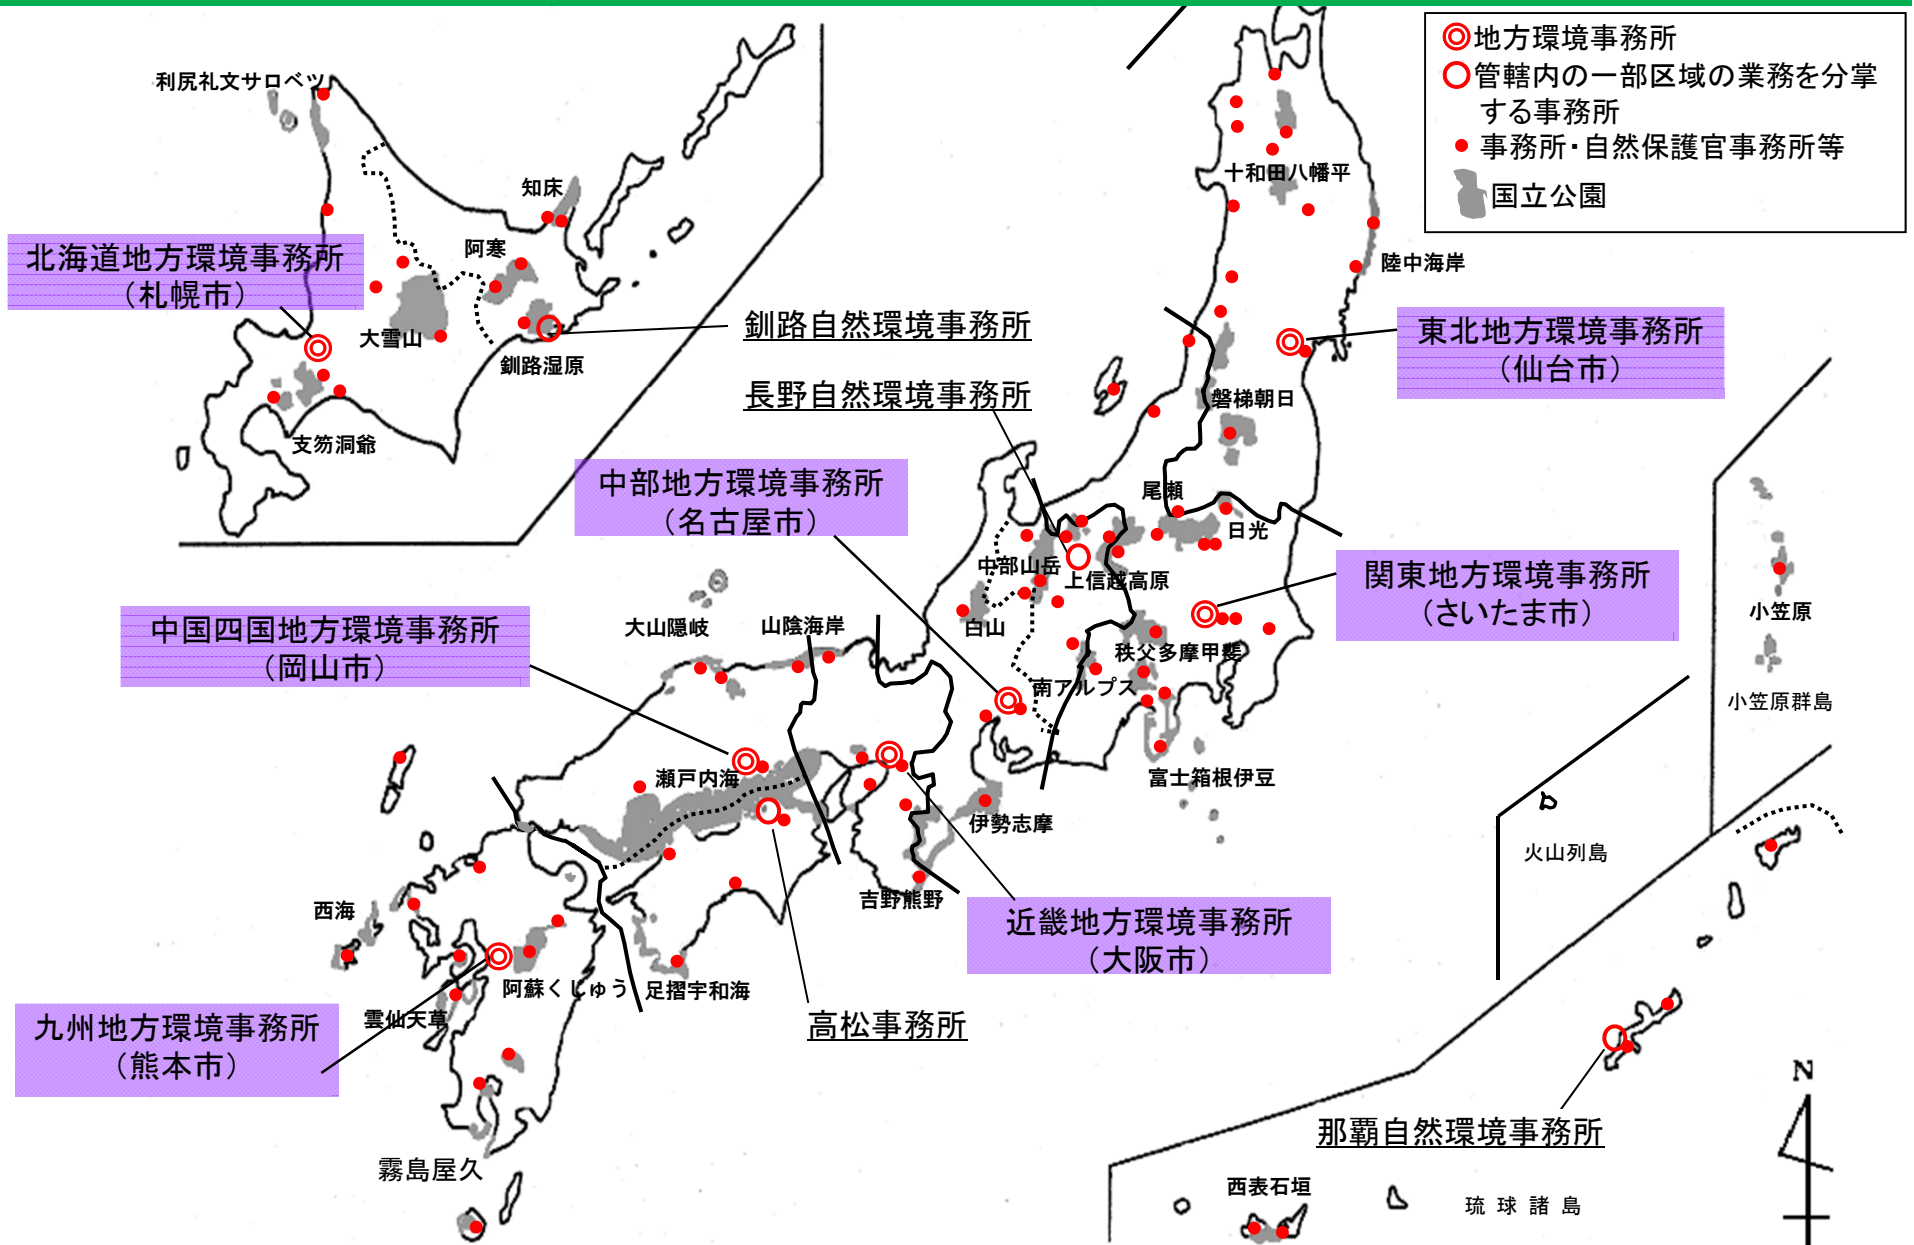 地方環境事務所
管轄内の一部区域の業務を分掌
する事務所
事務所・自然保護官事務所等
国立公園
利尻礼文サロベツ
知床
阿寒
北海道地方環境事務所
（札幌市）
大雪山
釧路湿原
支笏洞爺
釧路自然環境事務所
長野自然環境事務所
十和田八幡平
陸中海岸
東北地方環境事務所
（仙台市）
磐梯朝日
中部地方環境事務所
（名古屋市）
尾瀬
日光
中部山岳
上信越高原
関東地方環境事務所
（さいたま市）
白山
秩父多摩甲斐
南アルプス
富士箱根伊豆
小笠原
小笠原群島
火山列島
中国四国地方環境事務所
（岡山市）
大山隠岐
山陰海岸
瀬戸内海
伊勢志摩
吉野熊野
近畿地方環境事務所
（大阪市）
西海
阿蘇くじゅう
足摺宇和海
高松事務所
雲仙天草
九州地方環境事務所
（熊本市）
霧島屋久
那覇自然環境事務所
西表石垣
琉球諸島
N